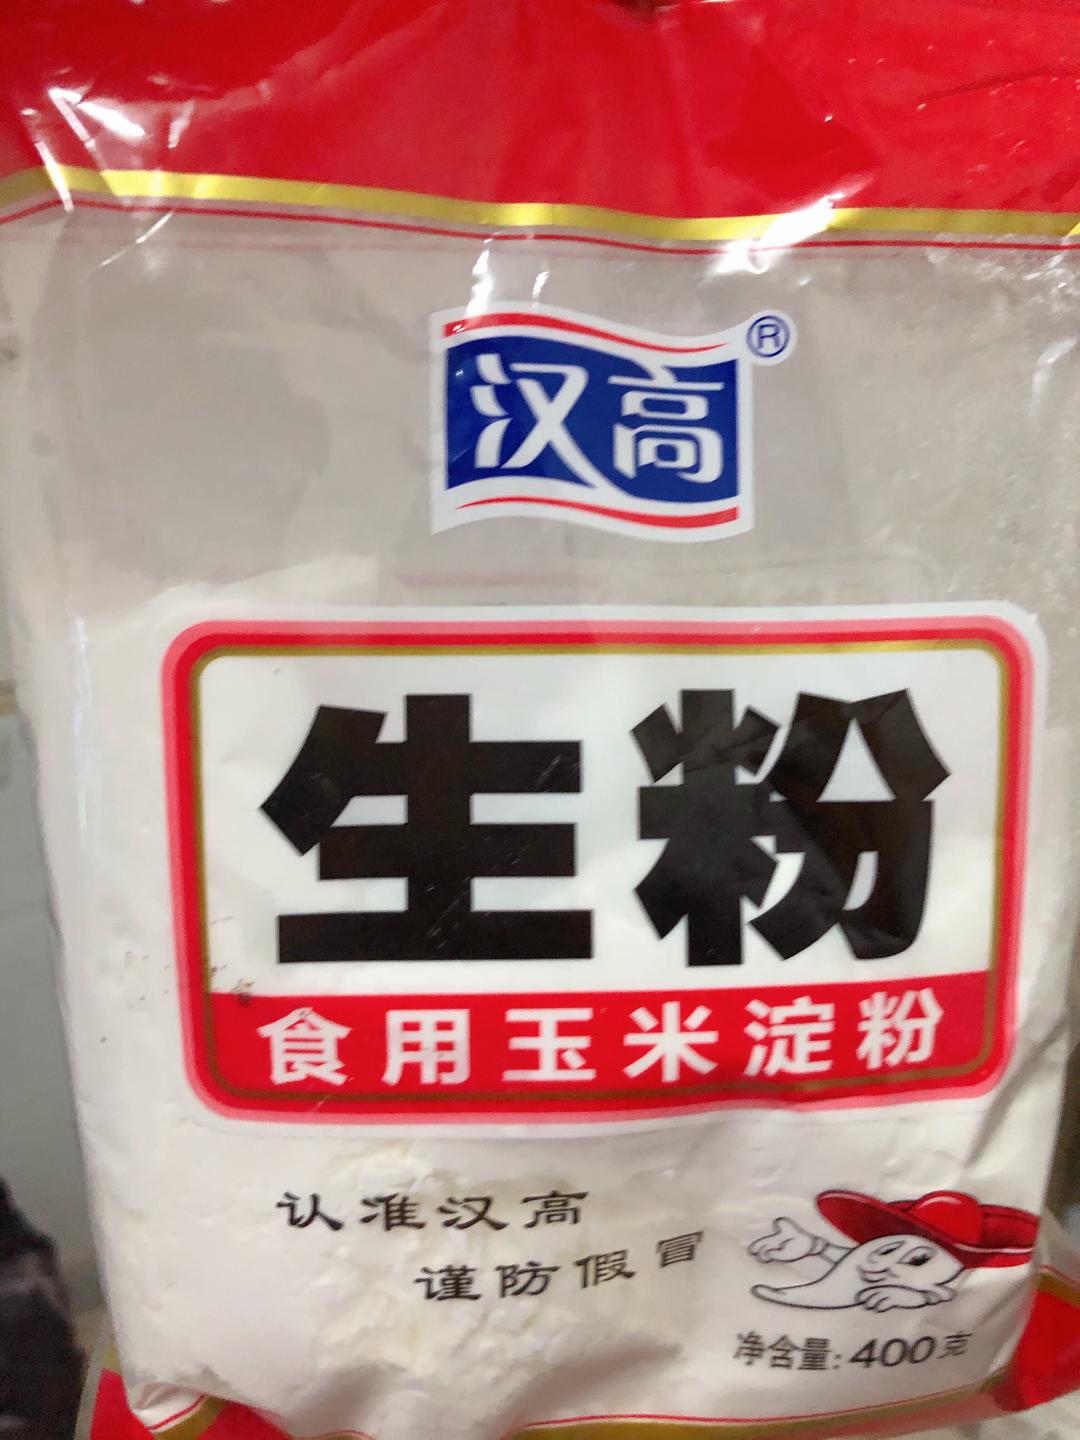 汉高®
生粉
食用玉米淀粉
认准汉高
谨防假冒
净含量:400克